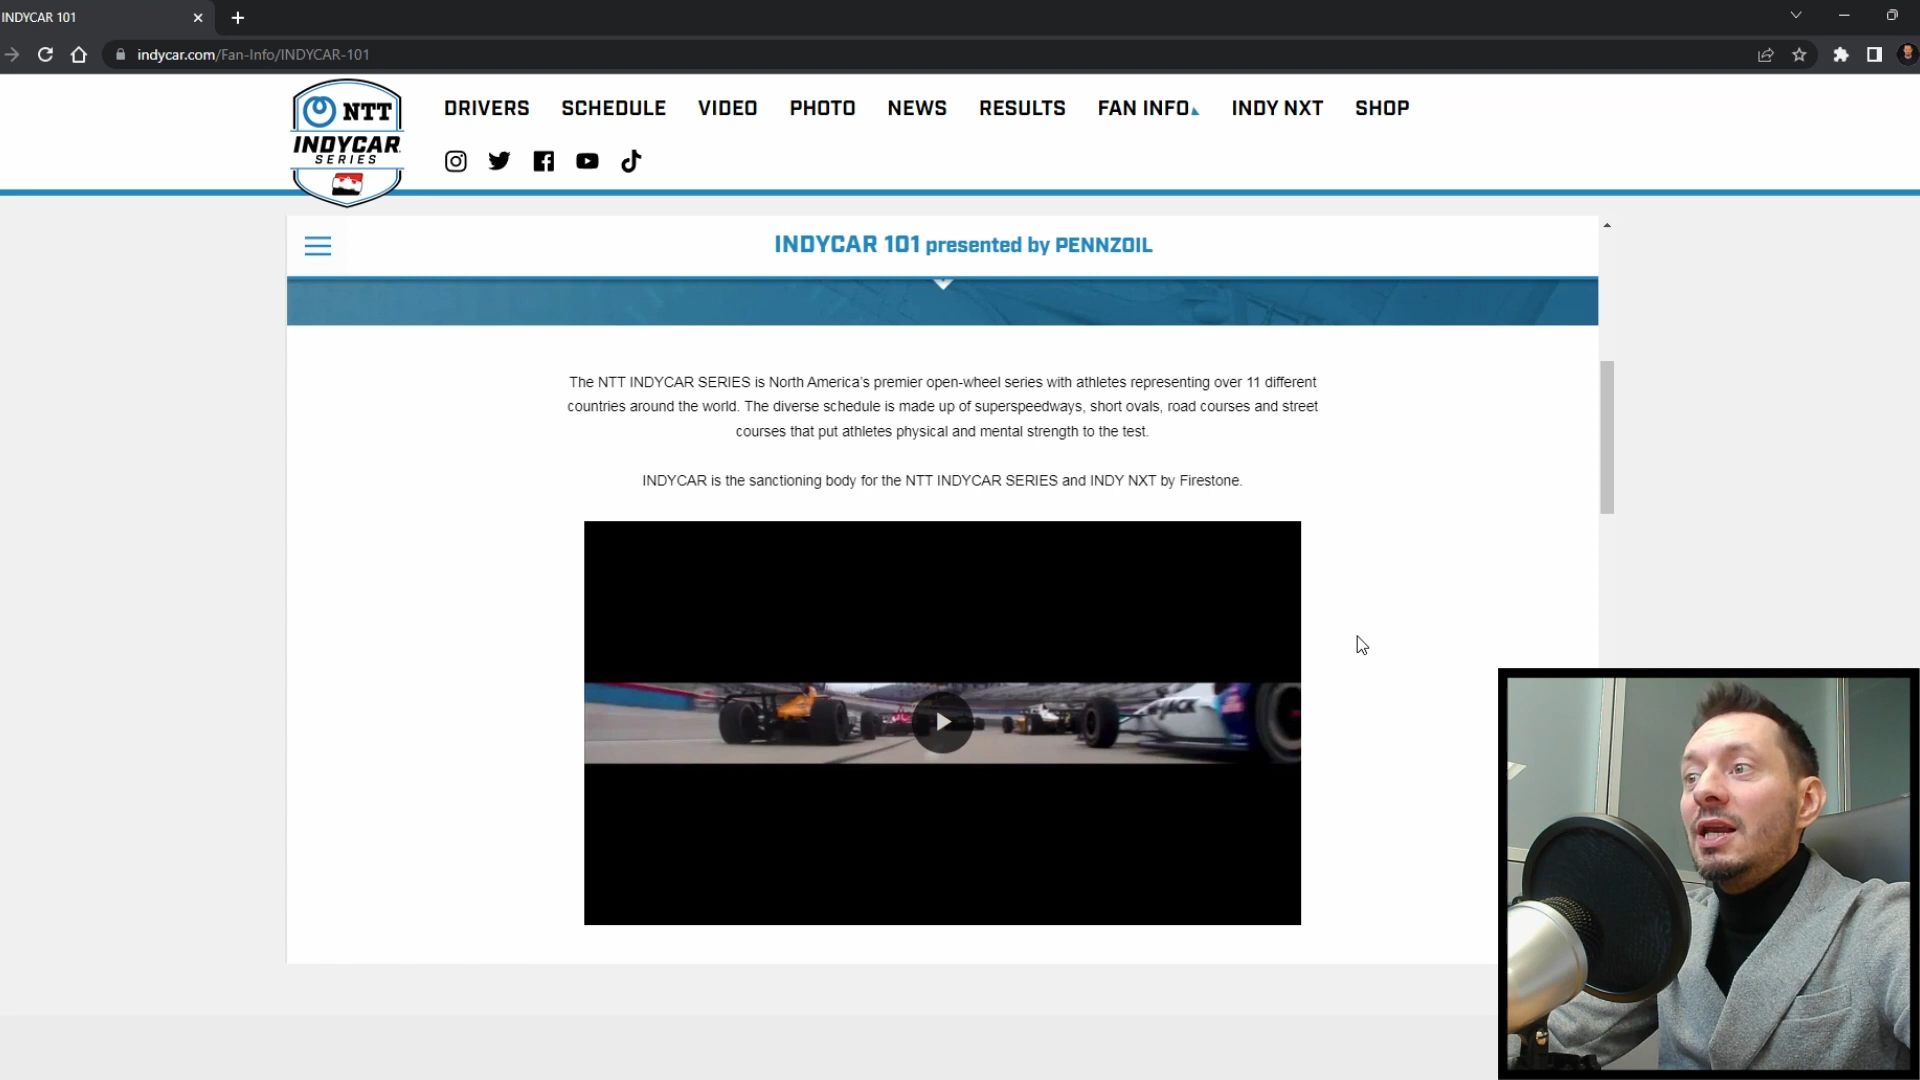 INDYCAR 101
indycar.com/Fan-Info/INDYCAR-101
NTT
INDYCAR
SERIES
DRIVERS SCHEDULE VIDEO PHOTO NEWS RESULTS FAN INFO INDY NXT SHOP
INDYCAR 101 presented by PENNZOIL
The NTT INDYCAR SERIES is North America's premier open-wheel series with athletes representing over 11 different
countries around the world. The diverse schedule is made up of superspeedways, short ovals, road courses and street
courses that put athletes physical and mental strength to the test.
INDYCAR is the sanctioning body for the NTT INDYCAR SERIES and INDY NXT by Firestone.